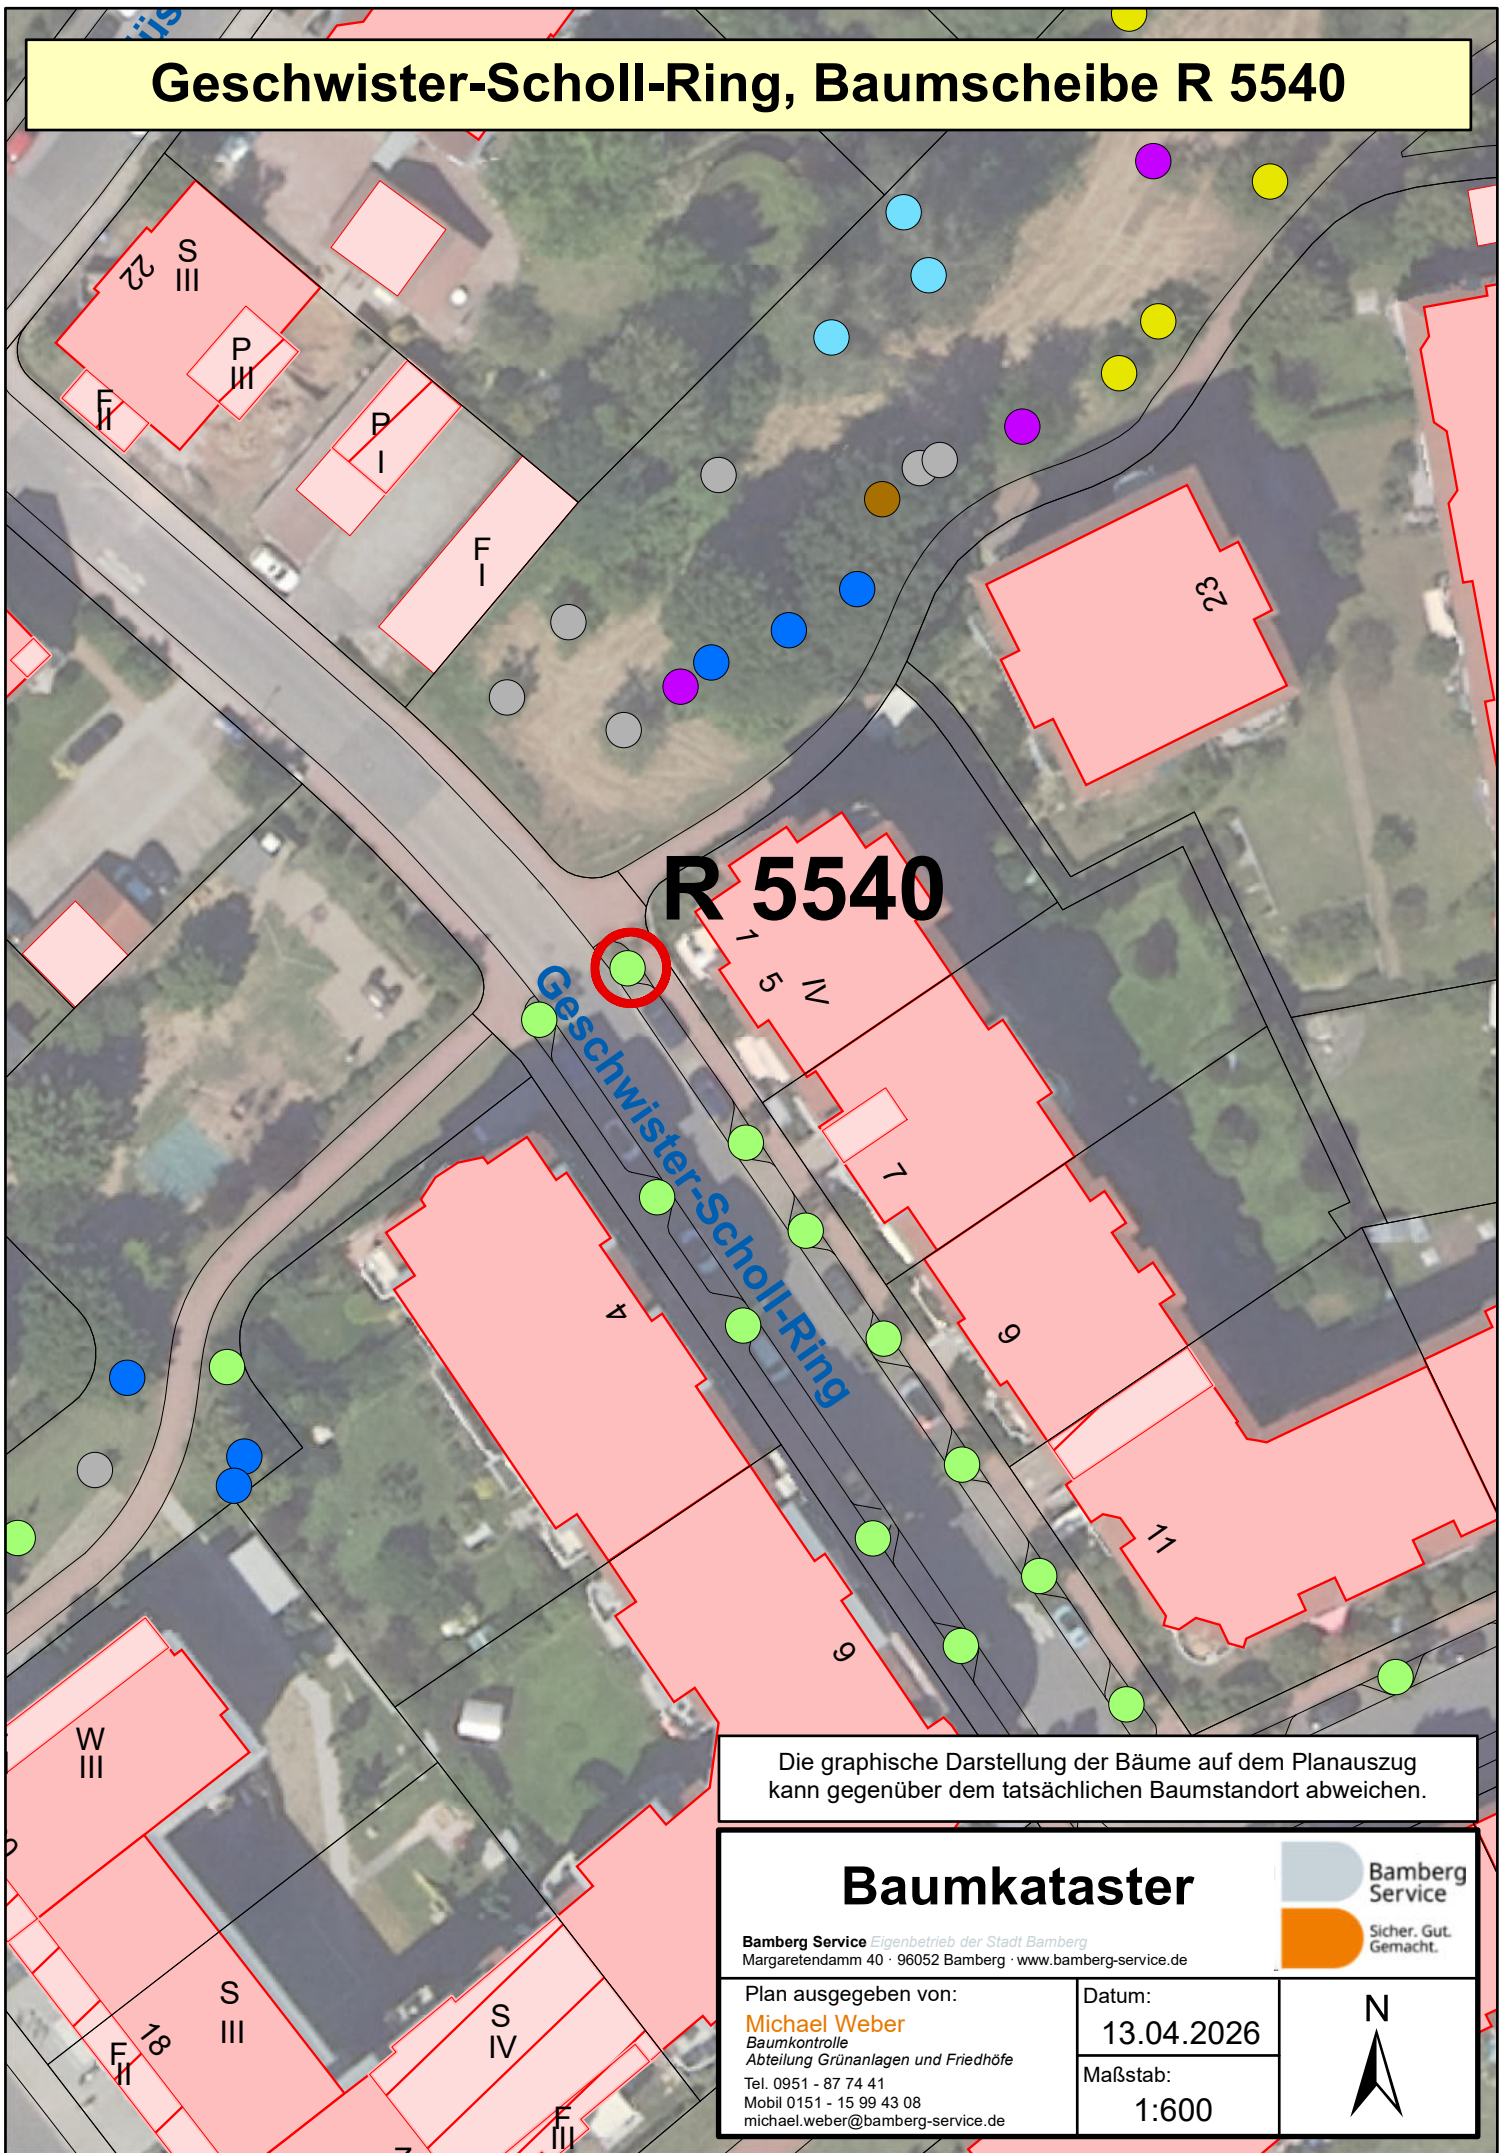 Geschwister-Scholl-Ring, Baumscheibe R 5540
22
S
III
P
III
F
II
P
I
F
I
23
R 5540
1
5
IV
Geschwister-Scholl-Ring
7
4
9
11
6
W
III
S
III
18
F
II
S
IV
F
III
Die graphische Darstellung der Bäume auf dem Planauszug
kann gegenüber dem tatsächlichen Baumstandort abweichen.
Baumkataster
Bamberg
Service
Sicher. Gut.
Gemacht.
Bamberg Service Eigenbetrieb der Stadt Bamberg
Margaretendamm 40 · 96052 Bamberg · www.bamberg-service.de
Plan ausgegeben von:
Michael Weber
Baumkontrolle
Abteilung Grünanlagen und Friedhöfe
Tel. 0951 - 87 74 41
Mobil 0151 - 15 99 43 08
michael.weber@bamberg-service.de
Datum:
13.04.2026
Maßstab:
1:600
N